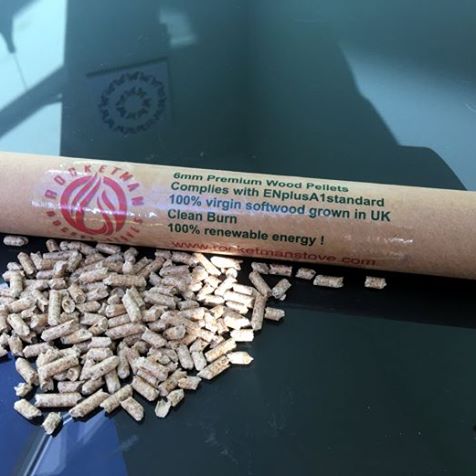 ROCKETMAN
6mm Premium Wood Pellets
Complies with ENplusA1standard
100% virgin softwood grown in UK
Clean Burn
100% renewable energy !
www.rocketmanstove.com